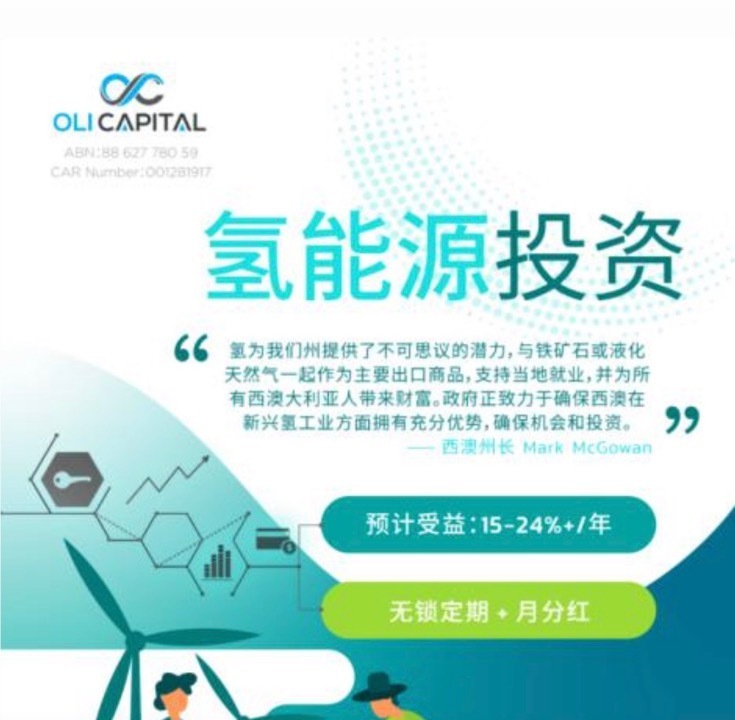 OLI CAPITAL
ABN:88 627 780 59
CAR Number:001281917
氢能源投资
“ 氢为我们州提供了不可思议的潜力,与铁矿石或液化
天然气一起作为主要出口商品,支持当地就业,并为所
有西澳大利亚人带来财富。政府正致力于确保西澳在
新兴氢工业方面拥有充分优势,确保机会和投资。 ”
—— 西澳州长 Mark McGowan
预计受益:15-24%+/年
无锁定期 + 月分红